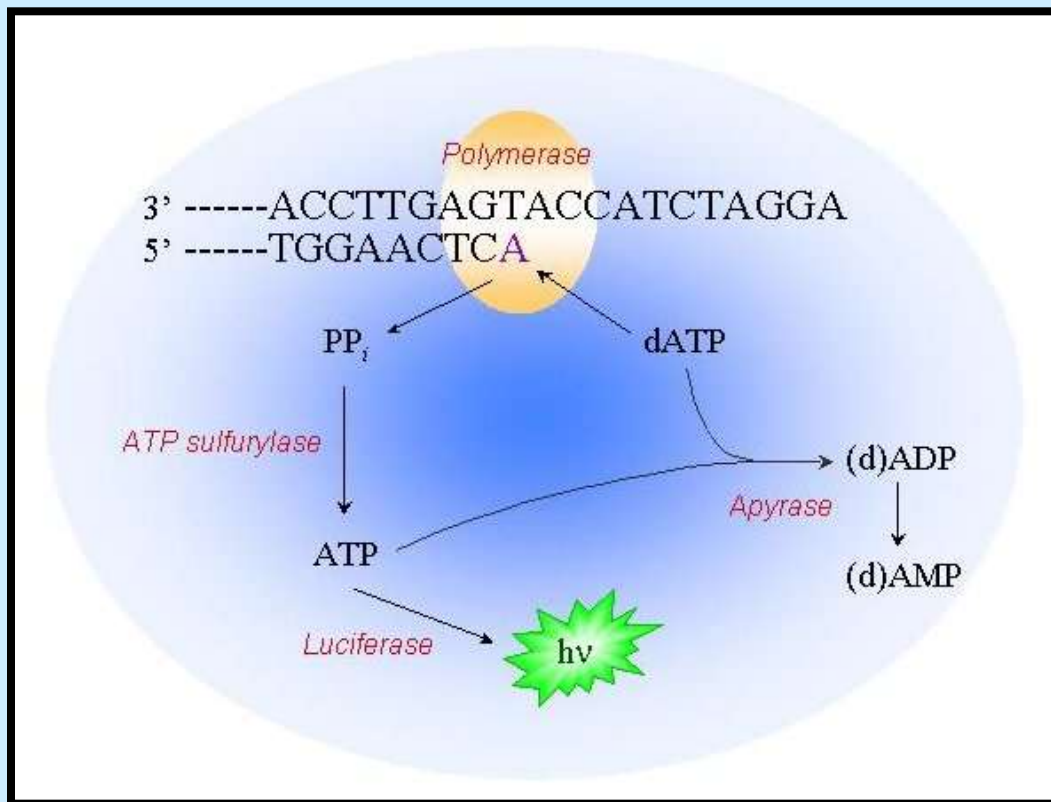 Polymerase
3’ ------ACCTTGAGTACCATCTAGGA
5’ ------TGGAACTCA
PPi
dATP
ATP sulfurylase
(d)ADP
Apyrase
ATP
(d)AMP
Luciferase
hν